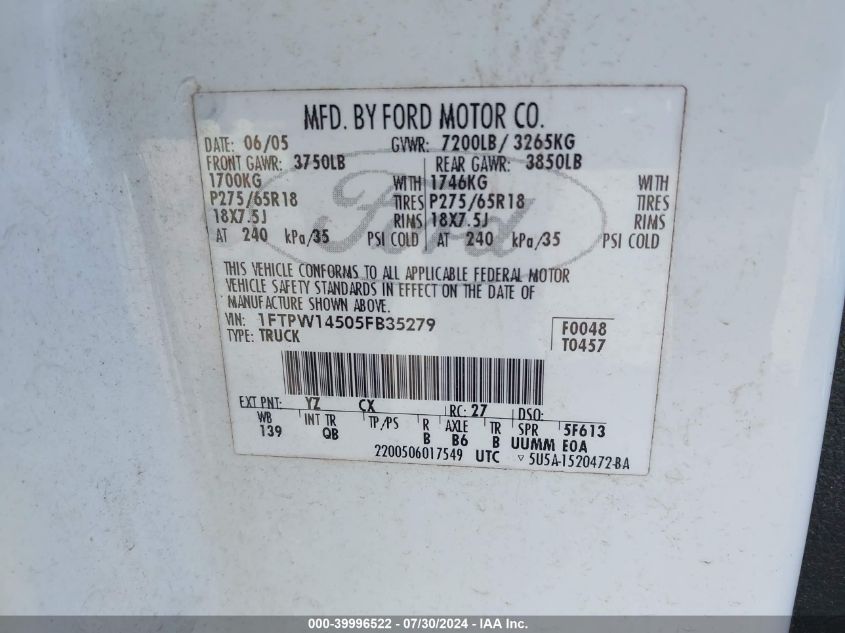 MFD. BY FORD MOTOR CO.
DATE: 06/05 GVWR: 7200LB/ 3265KG
FRONT GAWR: 3750LB REAR GAWR: 3850LB
1700KG WITH 1746KG WITH
P275/65R18 TIRES P275/65R18 TIRES
18X7.5J RIMS 18X7.5J RIMS
AT 240 kPa/35 PSI COLD AT 240 kPa/35 PSI COLD
Ford
THIS VEHICLE CONFORMS TO ALL APPLICABLE FEDERAL MOTOR
VEHICLE SAFETY STANDARDS IN EFFECT ON THE DATE OF
MANUFACTURE SHOWN ABOVE.
VIN: 1FTPW14505FB35279 F0048
TYPE: TRUCK T0457
EXT PNT: YZ CX RC: 27 DSO:
WB INT TR TP/PS R AXLE TR SPR 5F613
139 QB B B6 B UUMM EOA
2200506017549 UTC ▽ 5U5A-1520472-BA
000-39996522 - 07/30/2024 - IAA Inc.